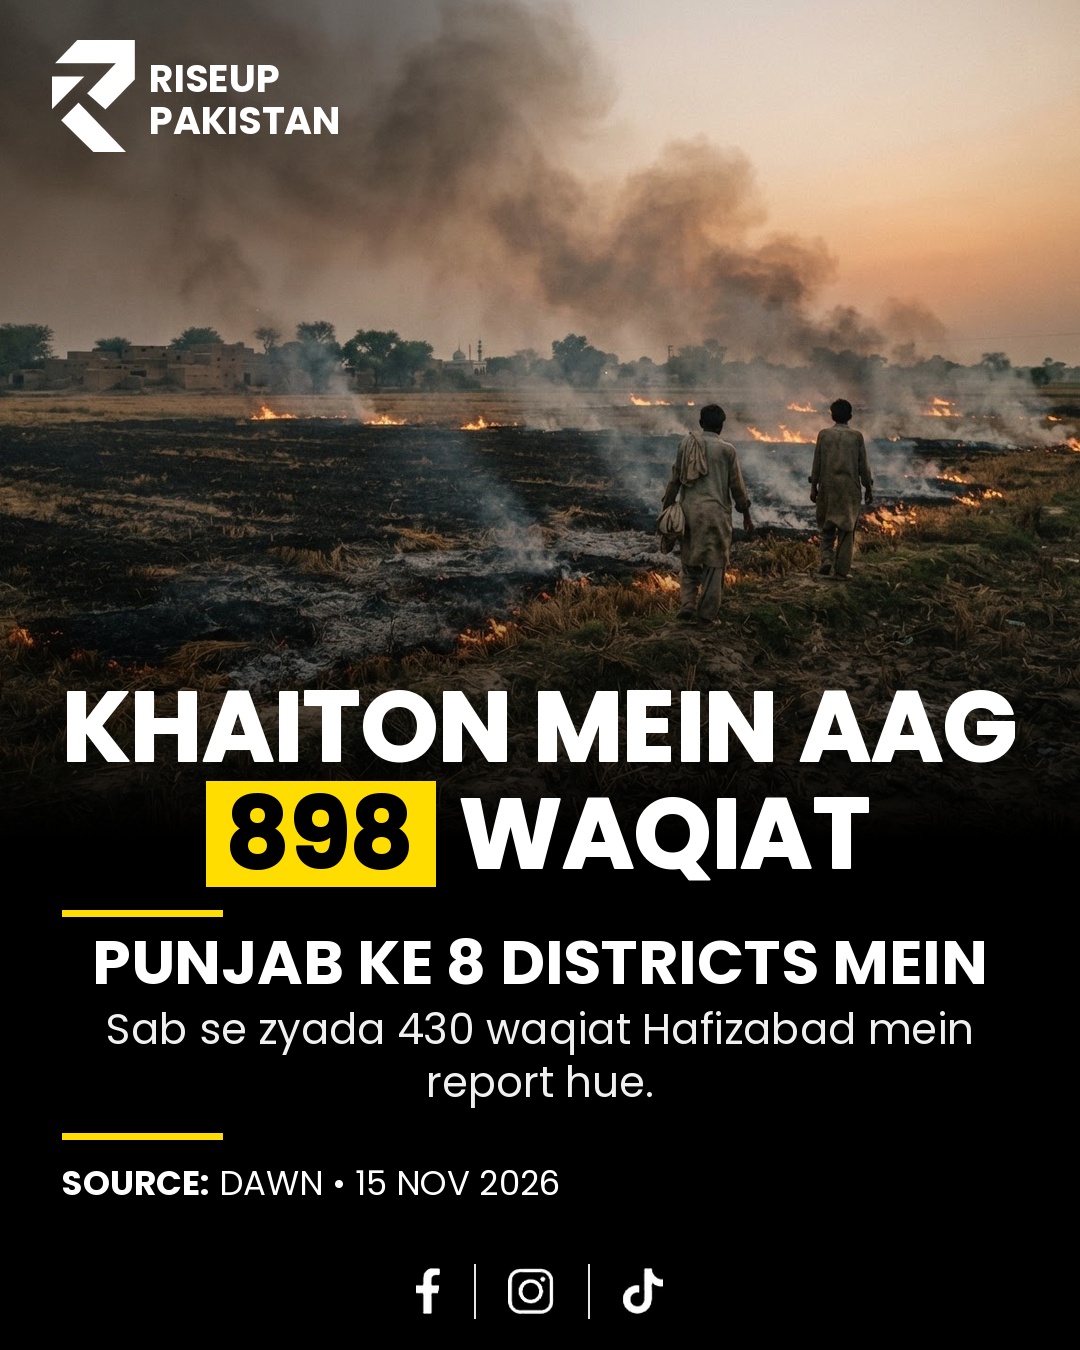 RISEUP
PAKISTAN
KHAITON MEIN AAG
898 WAQIAT
PUNJAB KE 8 DISTRICTS MEIN
Sab se zyada 430 waqiat Hafizabad mein
report hue.
SOURCE: DAWN • 15 NOV 2026